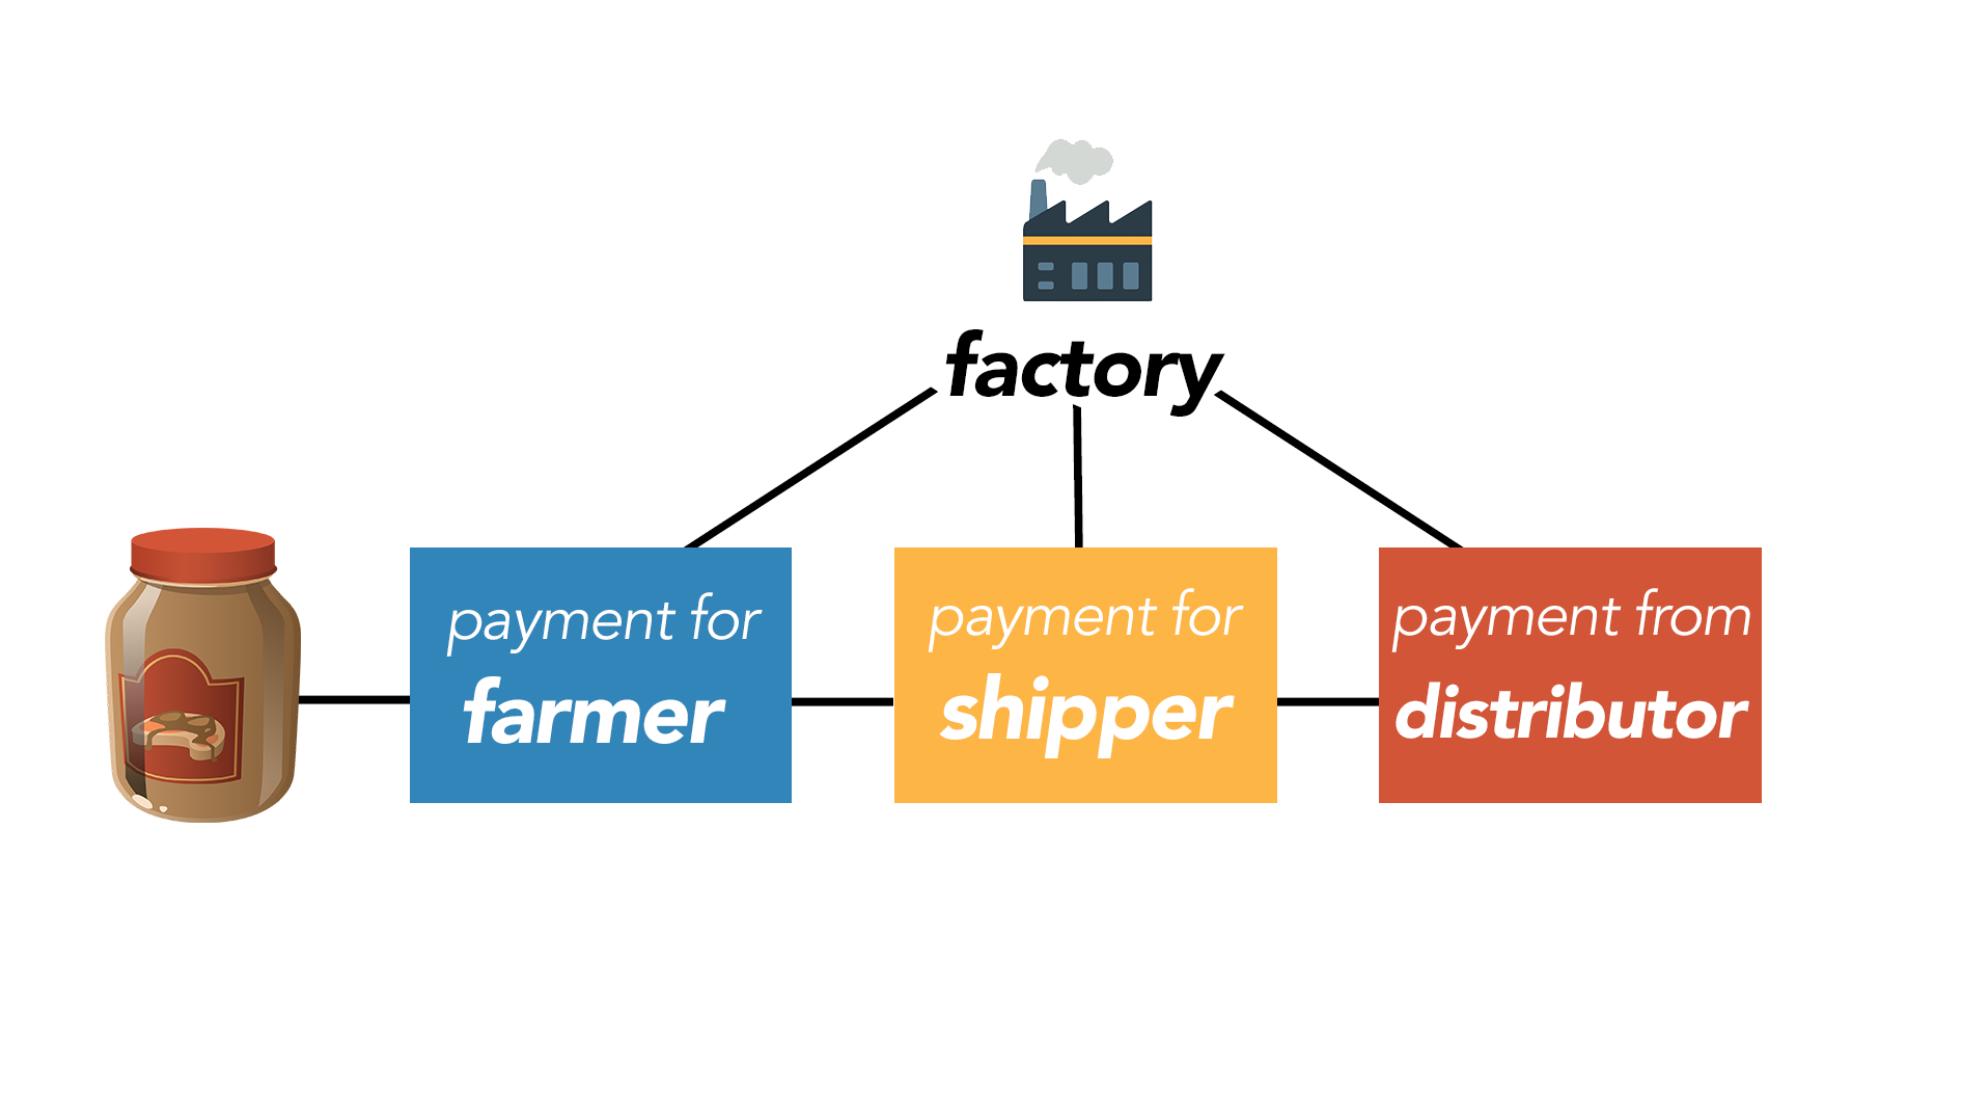 factory
payment for
farmer
payment for
shipper
payment from
distributor